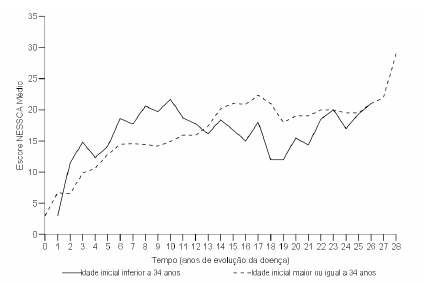 35
30
25
20
15
10
5
0
Escore NESSCA Médio
0 1 2 3 4 5 6 7 8 9 10 11 12 13 14 15 16 17 18 19 20 21 22 23 24 25 26 27 28
Tempo (anos de evolução da doença)
Idade inicial inferior a 34 anos Idade inicial maior ou igual a 34 anos